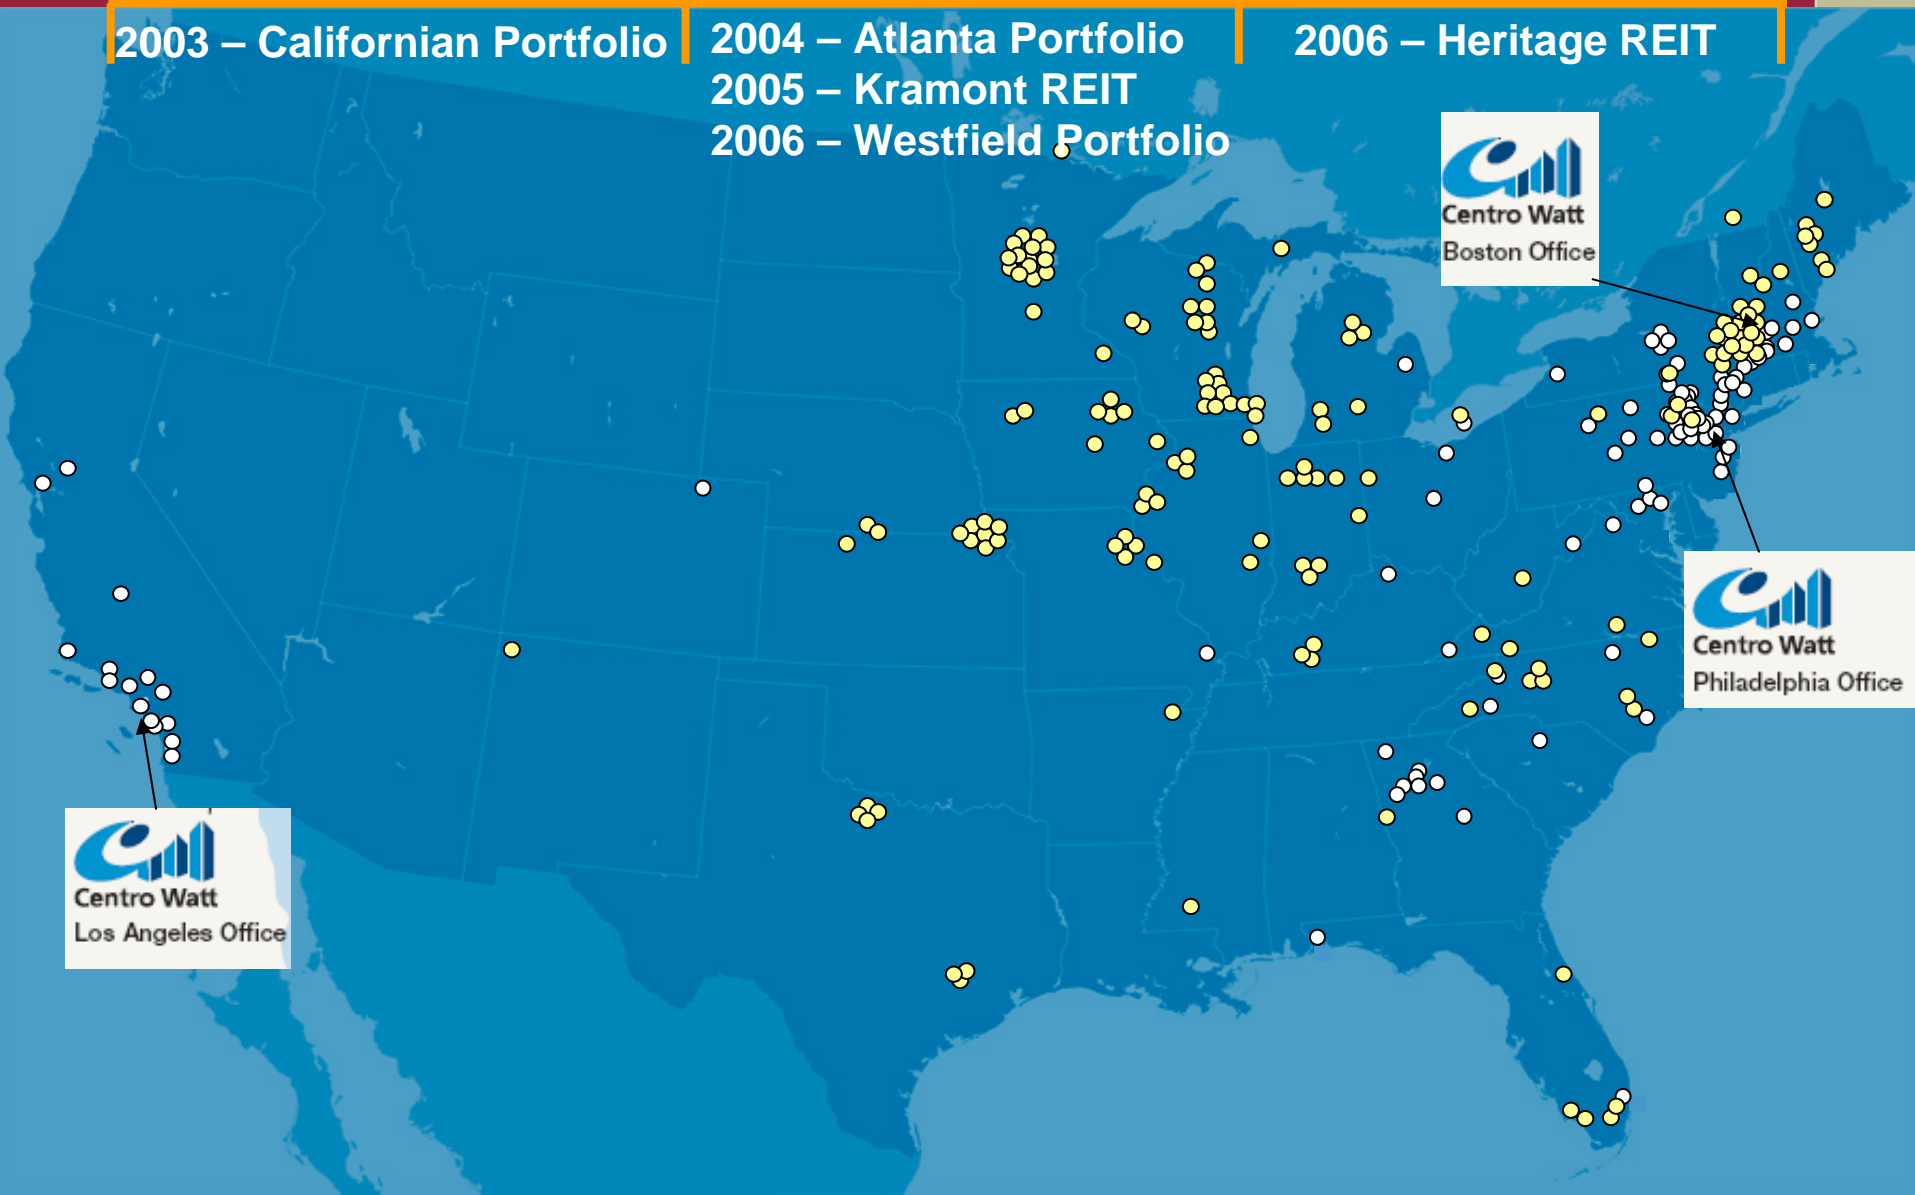 2003 – Californian Portfolio
2004 – Atlanta Portfolio
2005 – Kramont REIT
2006 – Westfield Portfolio
2006 – Heritage REIT
Centro Watt
Boston Office
Centro Watt
Philadelphia Office
Centro Watt
Los Angeles Office